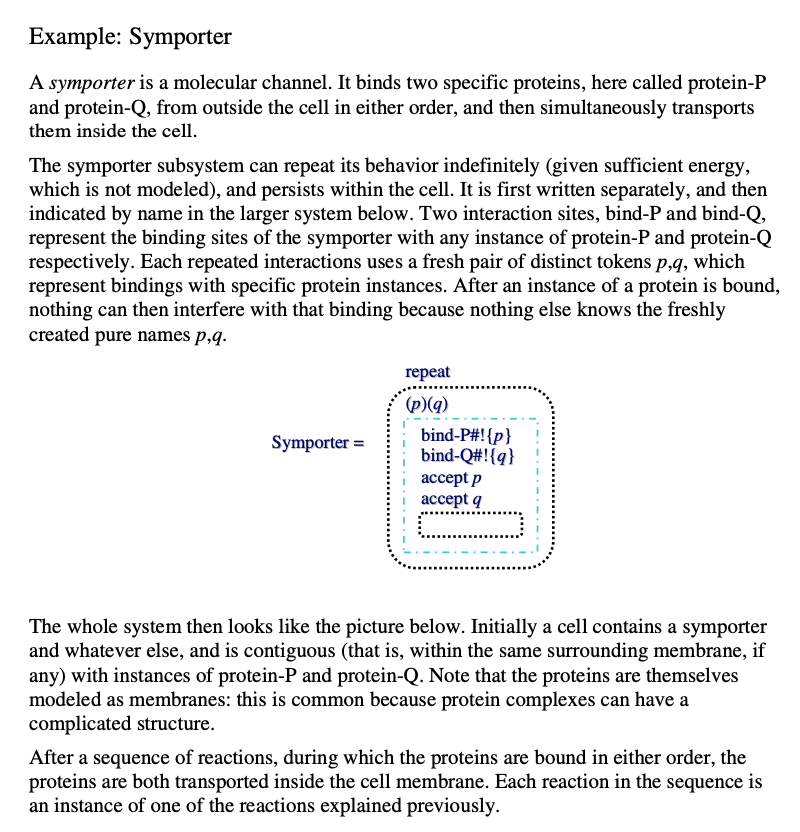 Example: Symporter
A symporter is a molecular channel. It binds two specific proteins, here called protein-P
and protein-Q, from outside the cell in either order, and then simultaneously transports
them inside the cell.
The symporter subsystem can repeat its behavior indefinitely (given sufficient energy,
which is not modeled), and persists within the cell. It is first written separately, and then
indicated by name in the larger system below. Two interaction sites, bind-P and bind-Q,
represent the binding sites of the symporter with any instance of protein-P and protein-Q
respectively. Each repeated interactions uses a fresh pair of distinct tokens p,q, which
represent bindings with specific protein instances. After an instance of a protein is bound,
nothing can then interfere with that binding because nothing else knows the freshly
created pure names p,q.
repeat
(p)(q)
Symporter =
bind-P#!{p}
bind-Q#!{q}
accept p
accept q
The whole system then looks like the picture below. Initially a cell contains a symporter
and whatever else, and is contiguous (that is, within the same surrounding membrane, if
any) with instances of protein-P and protein-Q. Note that the proteins are themselves
modeled as membranes: this is common because protein complexes can have a
complicated structure.
After a sequence of reactions, during which the proteins are bound in either order, the
proteins are both transported inside the cell membrane. Each reaction in the sequence is
an instance of one of the reactions explained previously.